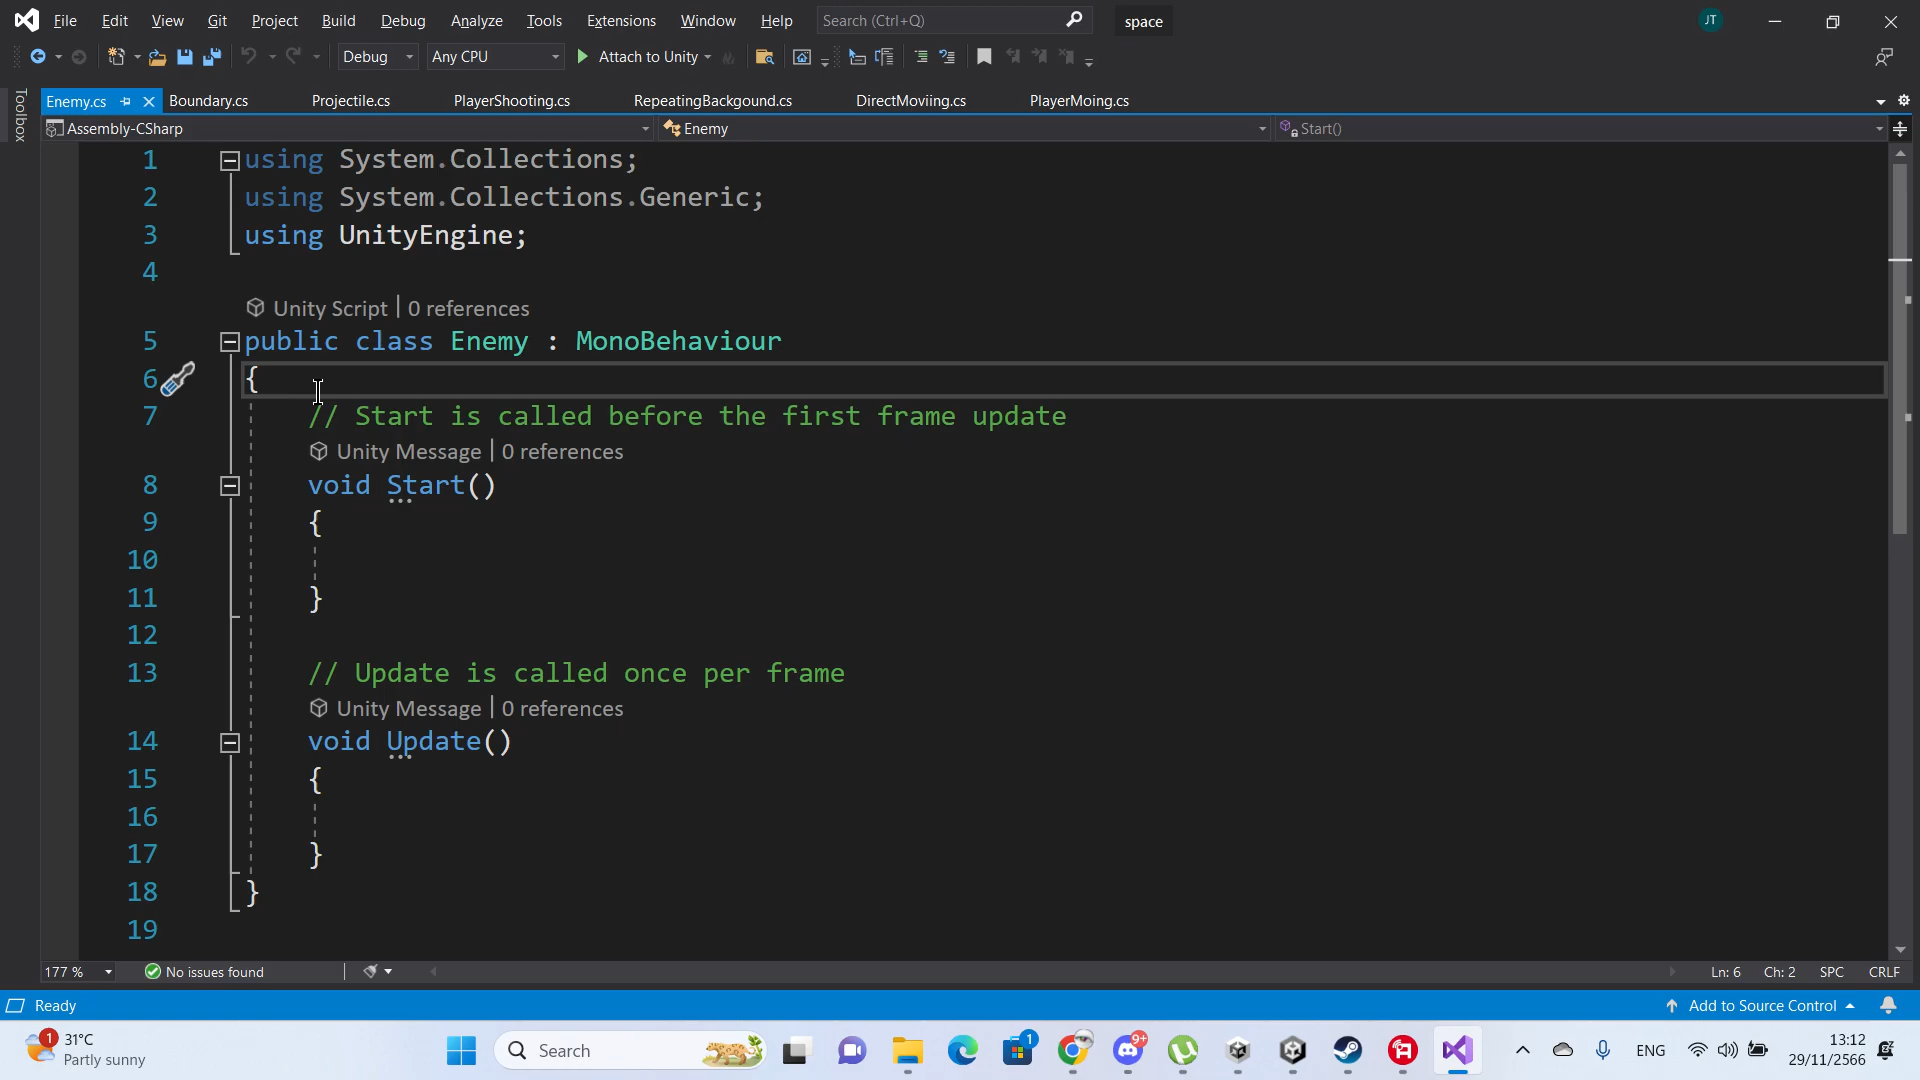 File Edit View Git Project Build Debug Analyze Tools Extensions Window Help Search (Ctrl+Q) space JT
Debug Any CPU Attach to Unity
Toolbox
Enemy.cs Boundary.cs Projectile.cs PlayerShooting.cs RepeatingBackgound.cs DirectMoviing.cs PlayerMoing.cs
Assembly-CSharp Enemy Start()
1 using System.Collections;
2 using System.Collections.Generic;
3 using UnityEngine;
4
Unity Script | 0 references
5 public class Enemy : MonoBehaviour
6 {
7 // Start is called before the first frame update
Unity Message | 0 references
8 void Start()
9 {
10
11 }
12
13 // Update is called once per frame
Unity Message | 0 references
14 void Update()
15 {
16
17 }
18 }
19
177 % No issues found Ln: 6 Ch: 2 SPC CRLF
Ready Add to Source Control
1 31°C
Partly sunny
Search 1 9+ ENG 13:12
29/11/2566